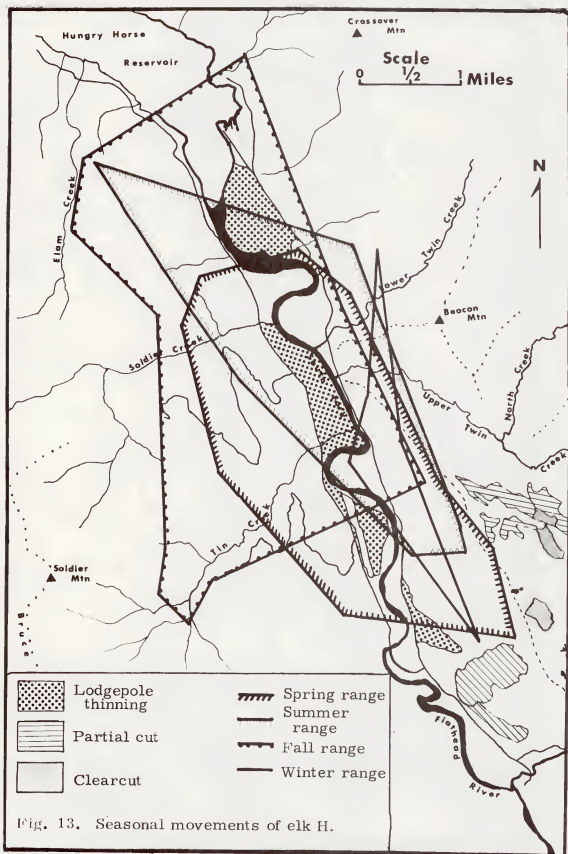 Hungry Horse
Reservoir
Crossover
Mtn
Scale
0 1/2 1 Miles
N
Elam Creek
Lower Twin Creek
Beacon
Mtn
North Creek
Soldier Creek
Upper Twin
Creek
Tin Creek
Soldier
Mtn
Bruce
Flathead
River
Lodgepole
thinning
Partial cut
Clearcut
Spring range
Summer
range
Fall range
Winter range
Fig. 13. Seasonal movements of elk H.